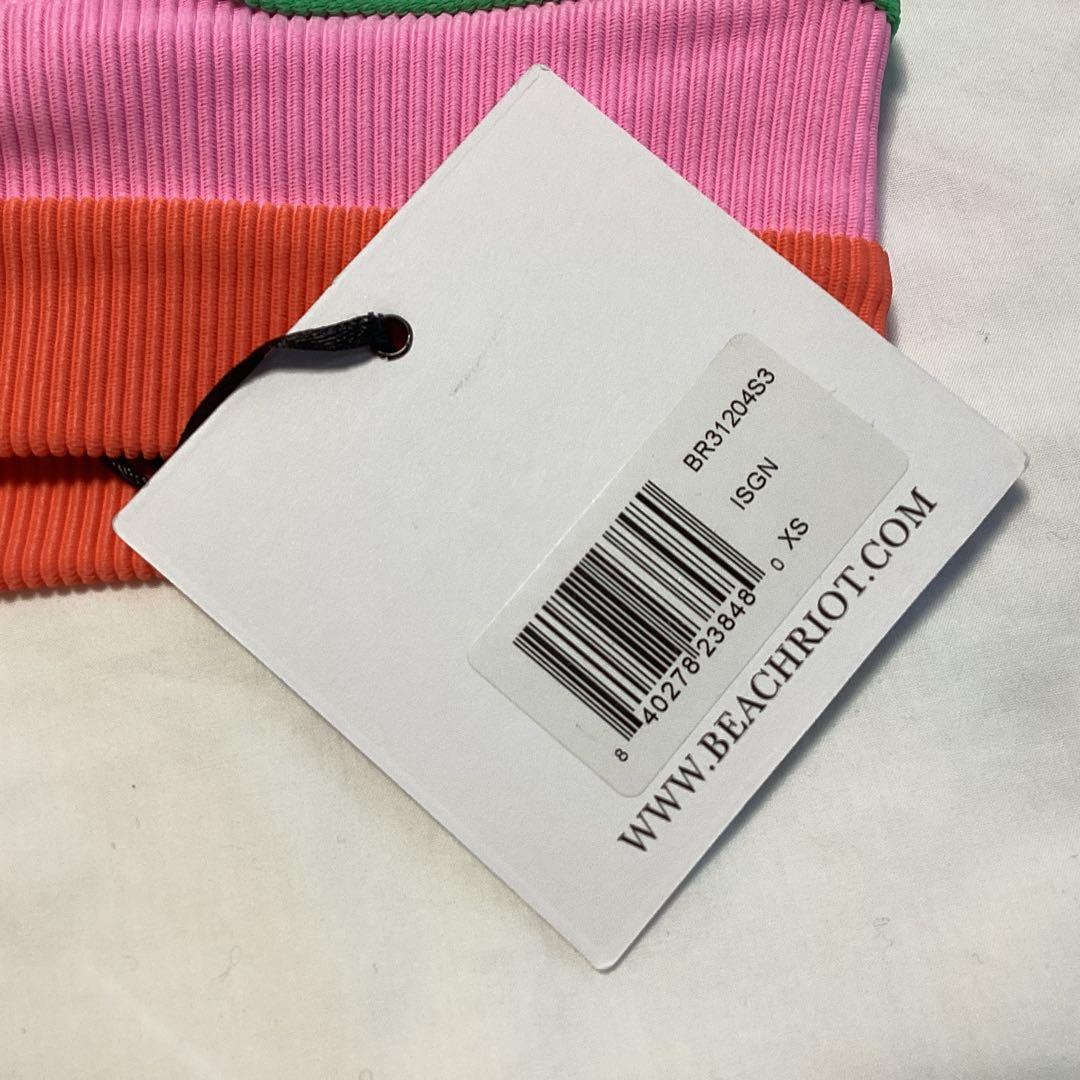 BR31204S3
ISGN
XS
8 40278 23848 0
WWW.BEACHRIOT.COM